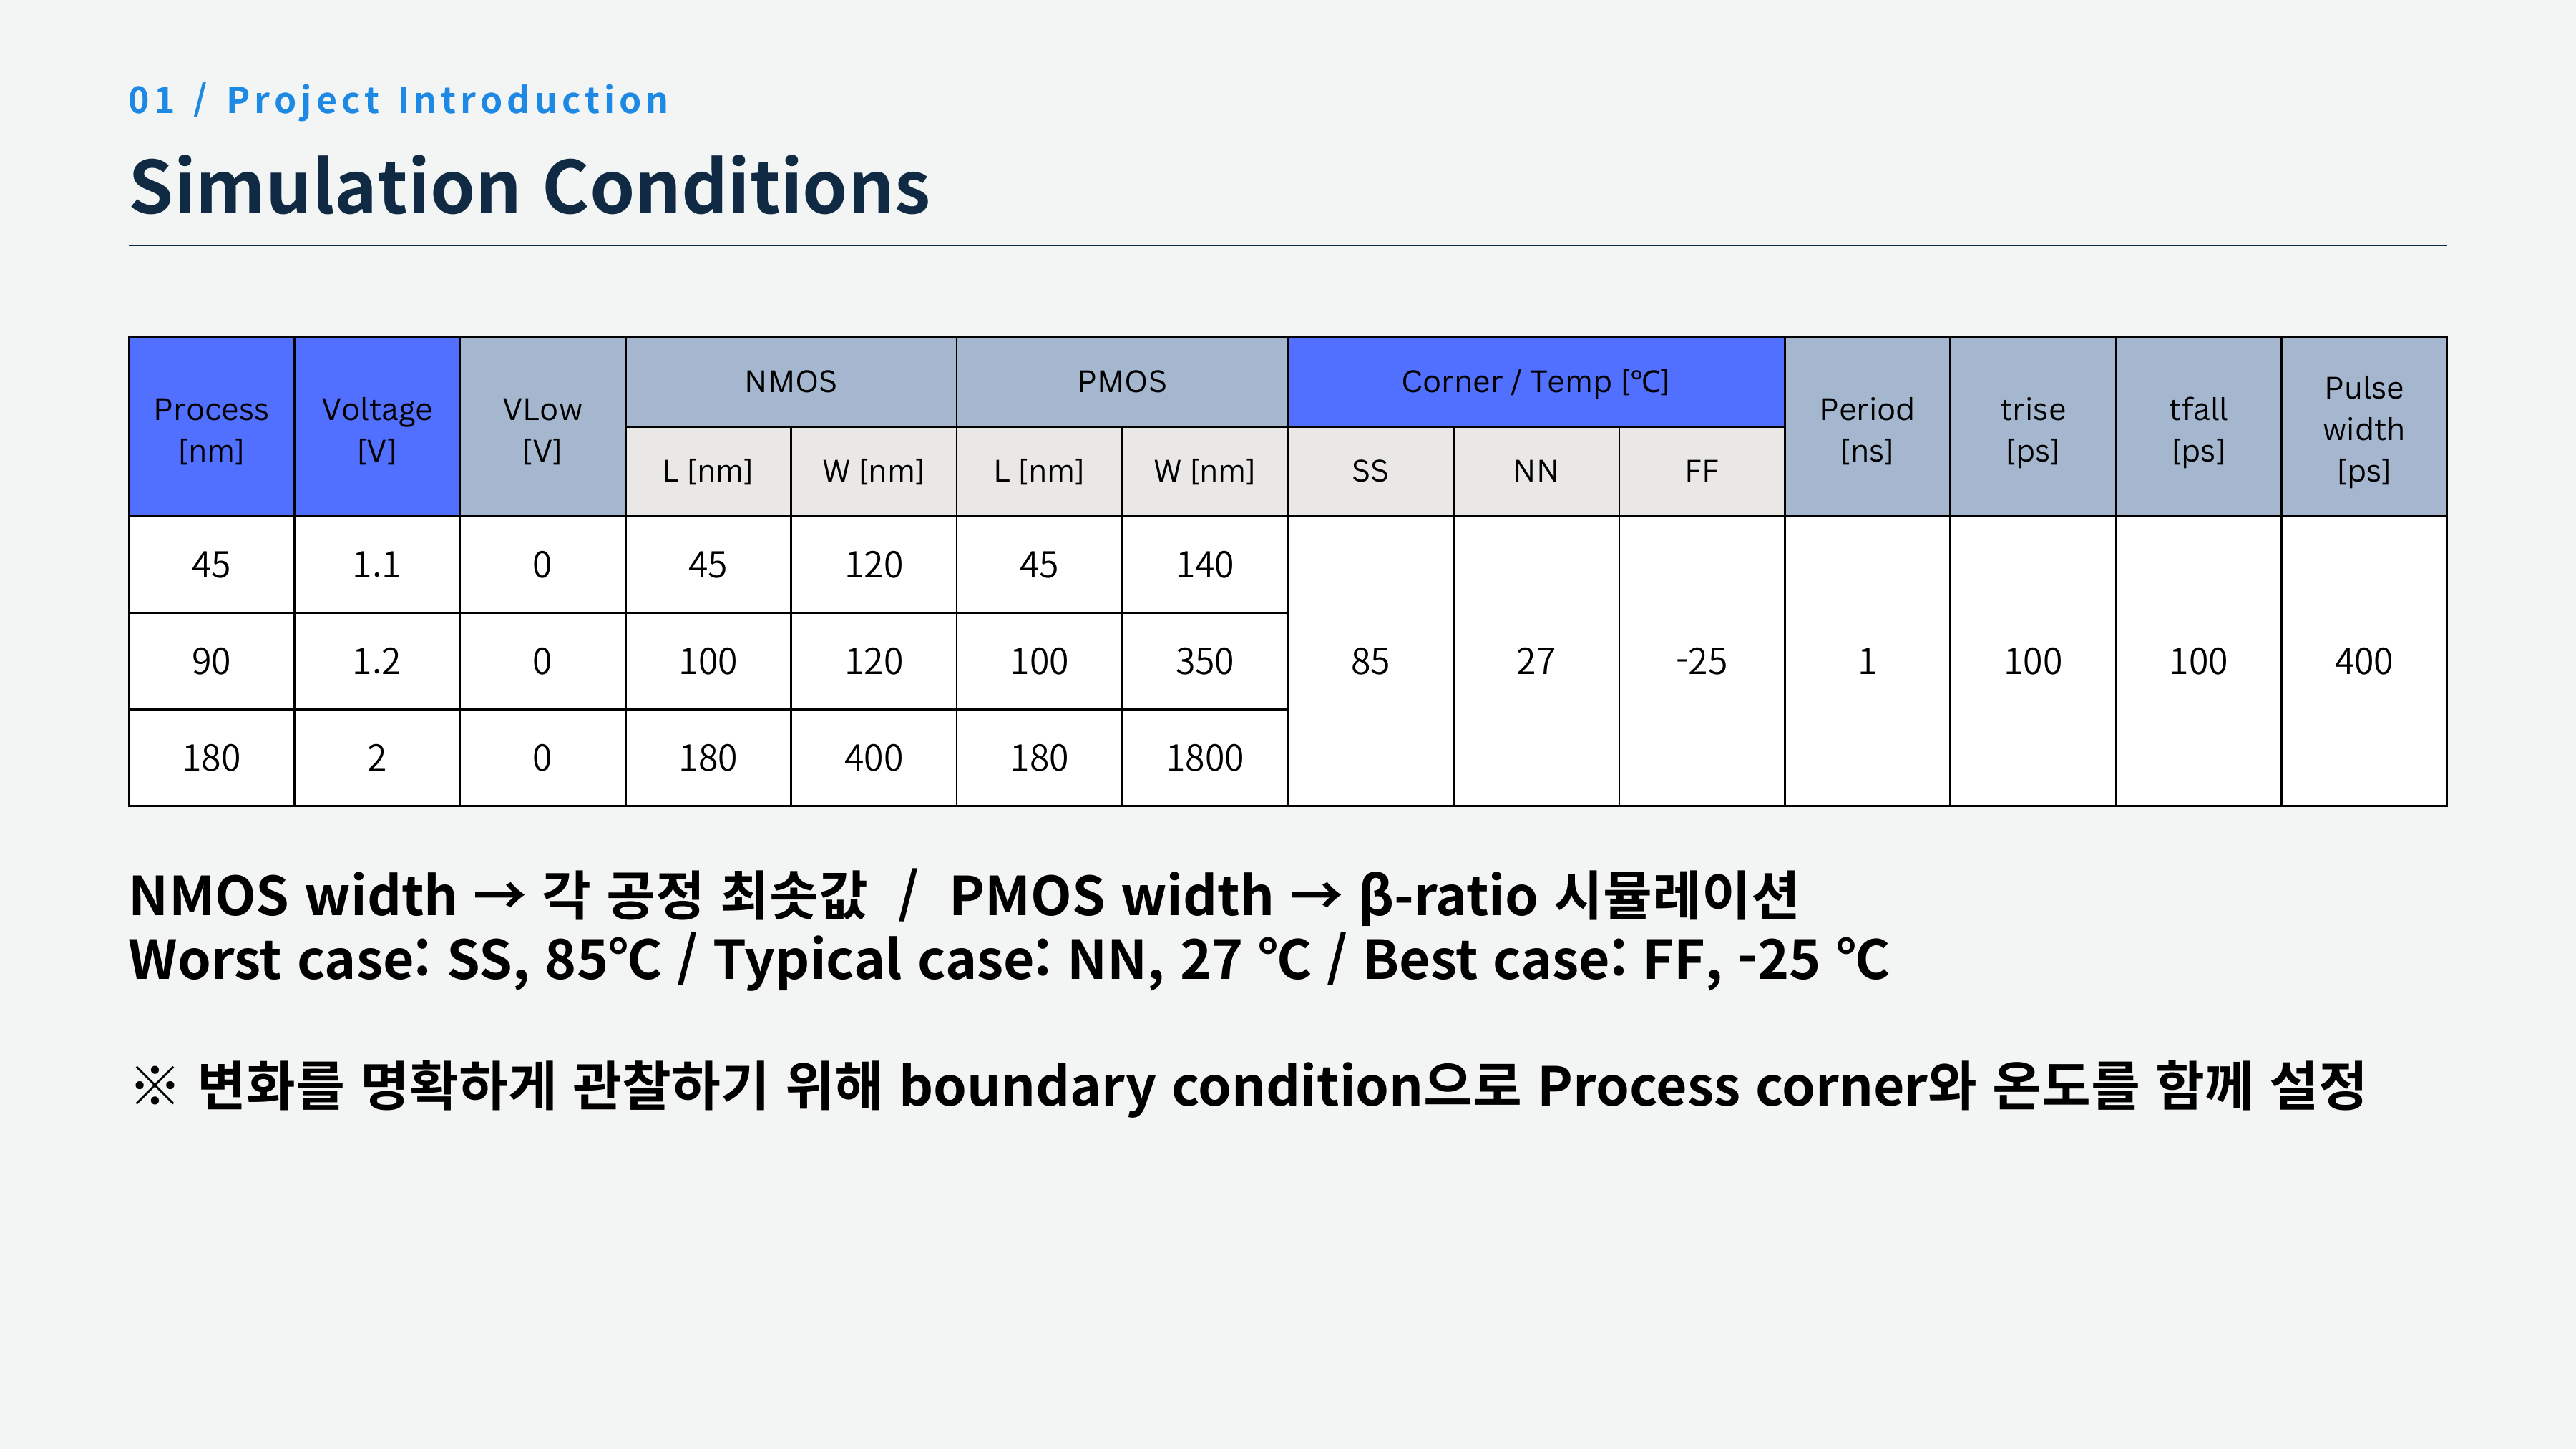 01 / Project Introduction
Simulation Conditions
Process [nm] Voltage [V] VLow [V] NMOS PMOS Corner / Temp [℃] Period [ns] trise [ps] tfall [ps] Pulse width [ps]
L [nm] W [nm] L [nm] W [nm] SS NN FF
45 1.1 0 45 120 45 140
90 1.2 0 100 120 100 350 85 27 -25 1 100 100 400
180 2 0 180 400 180 1800
NMOS width → 각 공정 최솟값 / PMOS width → β-ratio 시뮬레이션
Worst case: SS, 85℃ / Typical case: NN, 27 ℃ / Best case: FF, -25 ℃
※ 변화를 명확하게 관찰하기 위해 boundary condition으로 Process corner와 온도를 함께 설정